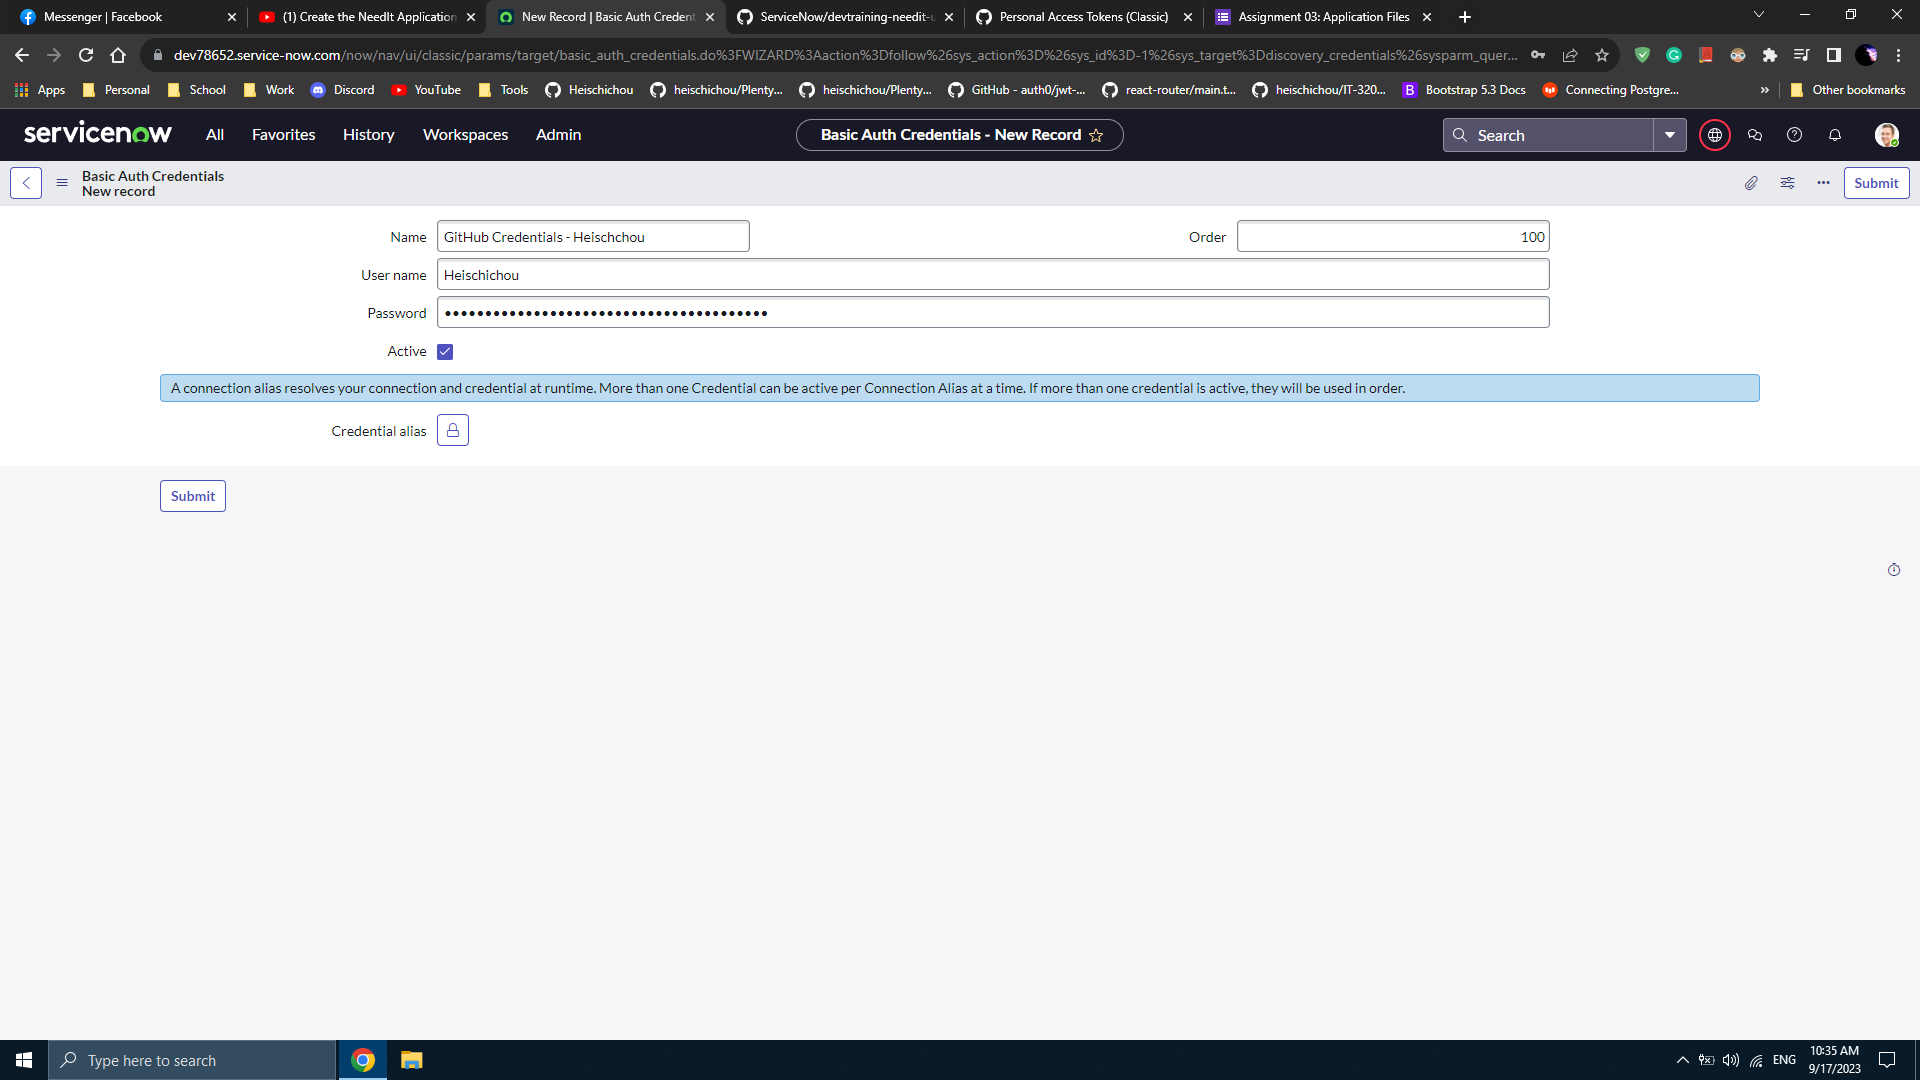 Messenger | Facebook
(1) Create the NeedIt Application
New Record | Basic Auth Credent
ServiceNow/devtraining-needit-u
Personal Access Tokens (Classic)
Assignment 03: Application Files
dev78652.service-now.com/now/nav/ui/classic/params/target/basic_auth_credentials.do%3FWIZARD%3Aaction%3Dfollow%26sys_action%3D%26sys_id%3D-1%26sys_target%3Ddiscovery_credentials%26sysparm_quer...
Apps
Personal
School
Work
Discord
YouTube
Tools
Heischichou
heischichou/Plenty...
heischichou/Plenty...
GitHub - auth0/jwt-...
react-router/main.t...
heischichou/IT-320...
B
Bootstrap 5.3 Docs
Connecting Postgre...
»
Other bookmarks
servicenow
All
Favorites
History
Workspaces
Admin
Basic Auth Credentials - New Record
Search
Basic Auth Credentials
New record
Submit
Name
GitHub Credentials - Heischchou
Order
100
User name
Heischichou
Password
••••••••••••••••••••••••••••••••••••••••
Active
A connection alias resolves your connection and credential at runtime. More than one Credential can be active per Connection Alias at a time. If more than one credential is active, they will be used in order.
Credential alias
Submit
Type here to search
ENG
10:35 AM
9/17/2023